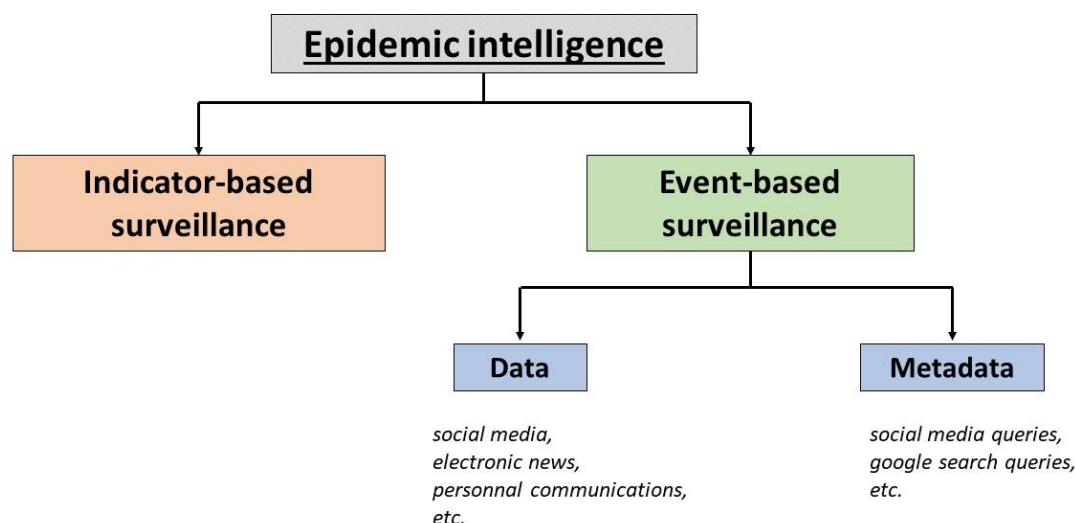 Epidemic intelligence
Indicator-based
surveillance
Event-based
surveillance
Data
Metadata
social media,
electronic news,
personnal communications,
etc.
social media queries,
google search queries,
etc.